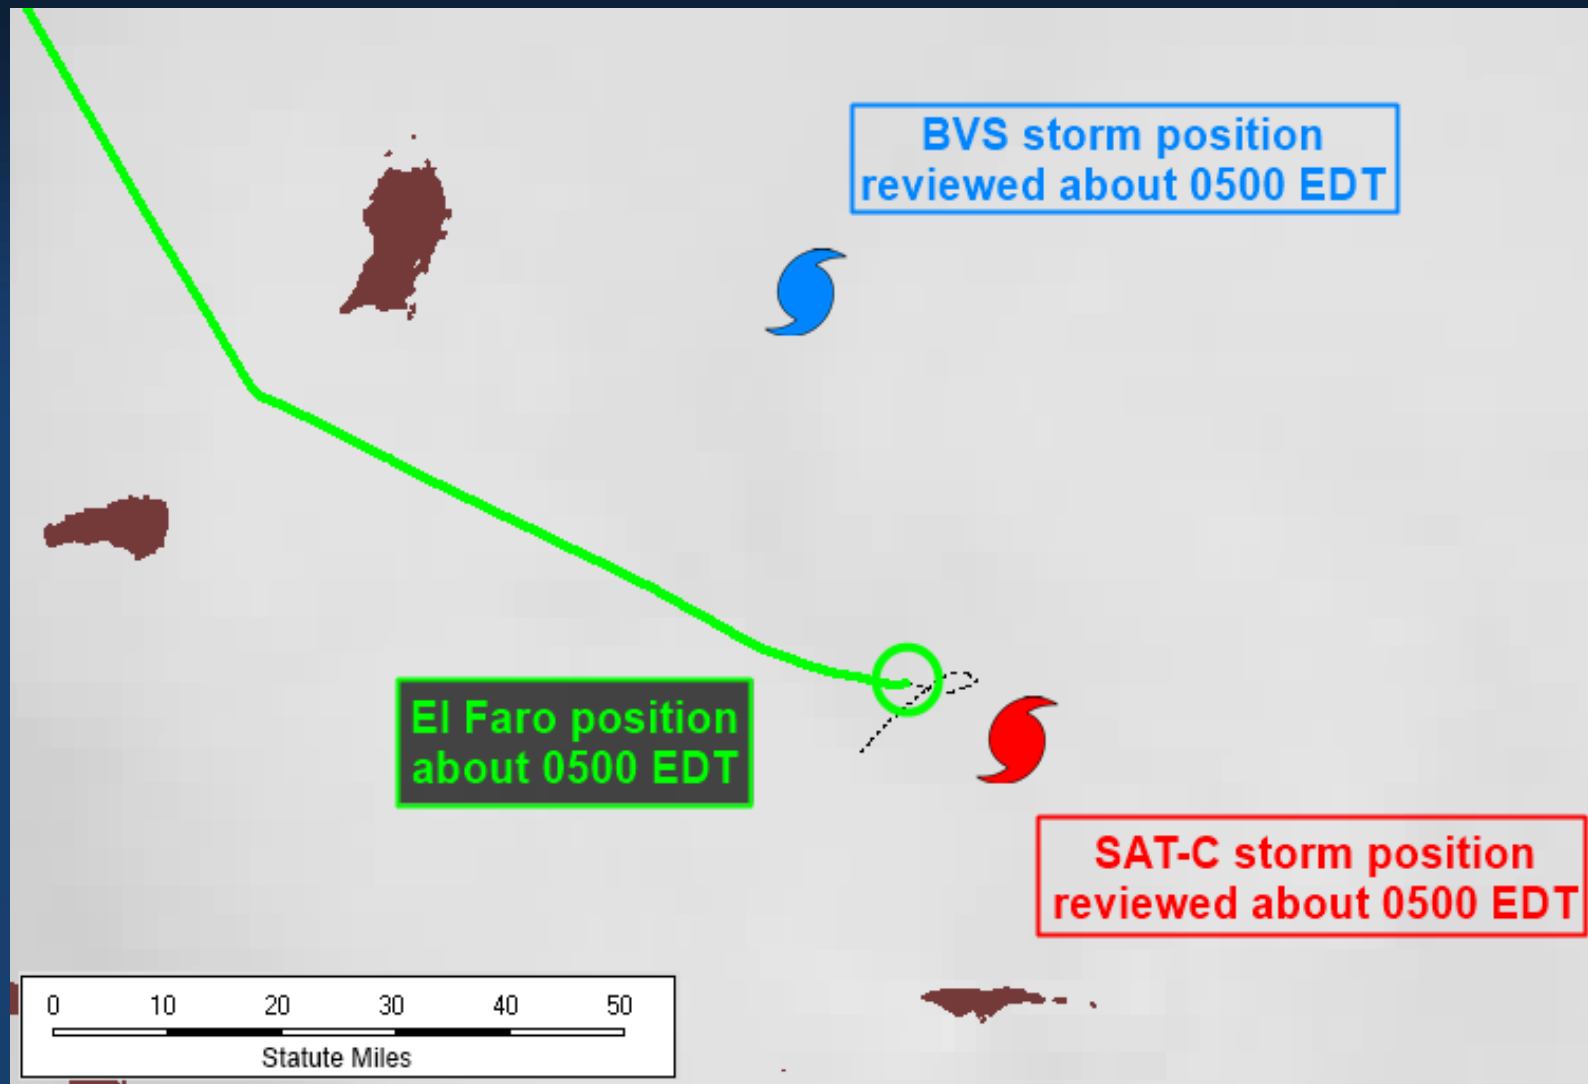 BVS storm position
reviewed about 0500 EDT
El Faro position
about 0500 EDT
SAT-C storm position
reviewed about 0500 EDT
0 10 20 30 40 50
Statute Miles